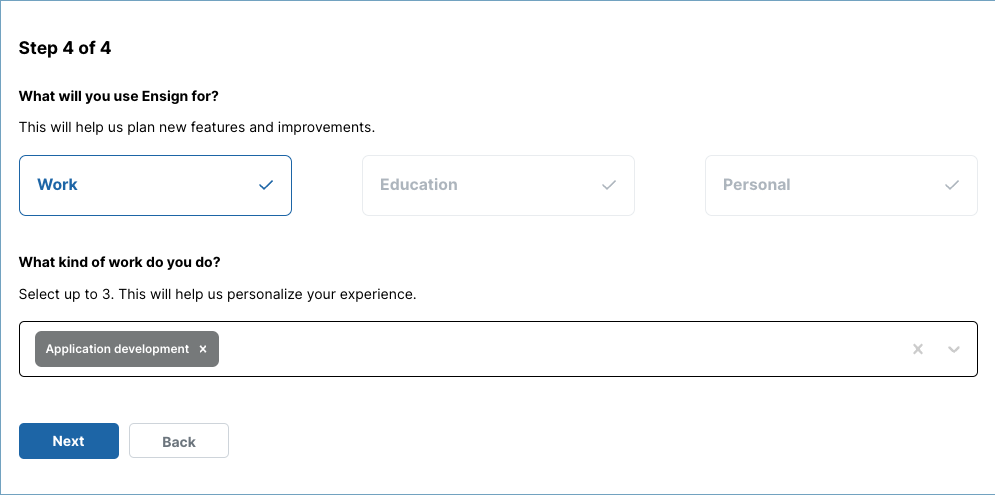 Step 4 of 4
What will you use Ensign for?
This will help us plan new features and improvements.
Work Education Personal
What kind of work do you do?
Select up to 3. This will help us personalize your experience.
Application development
Next Back